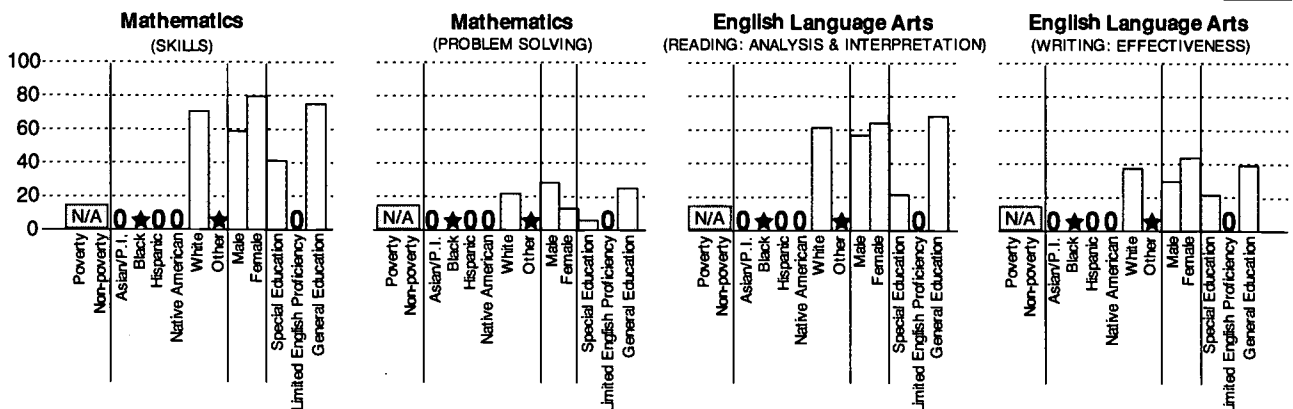 Mathematics
(SKILLS)
100
80
60
40
20
0
N/A
0 ★ 0 0 ★ 0
Poverty
Non-poverty
Asian/P.I.
Black
Hispanic
Native American
White
Other
Male
Female
Special Education
Limited English Proficiency
General Education
Mathematics
(PROBLEM SOLVING)
N/A
0 ★ 0 0 ★ 0
Poverty
Non-poverty
Asian/P.I.
Black
Hispanic
Native American
White
Other
Male
Female
Special Education
Limited English Proficiency
General Education
English Language Arts
(READING: ANALYSIS & INTERPRETATION)
N/A
0 ★ 0 0 ★ 0
Poverty
Non-poverty
Asian/P.I.
Black
Hispanic
Native American
White
Other
Male
Female
Special Education
Limited English Proficiency
General Education
English Language Arts
(WRITING: EFFECTIVENESS)
N/A
0 ★ 0 0 ★ 0
Poverty
Non-poverty
Asian/P.I.
Black
Hispanic
Native American
White
Other
Male
Female
Special Education
Limited English Proficiency
General Education